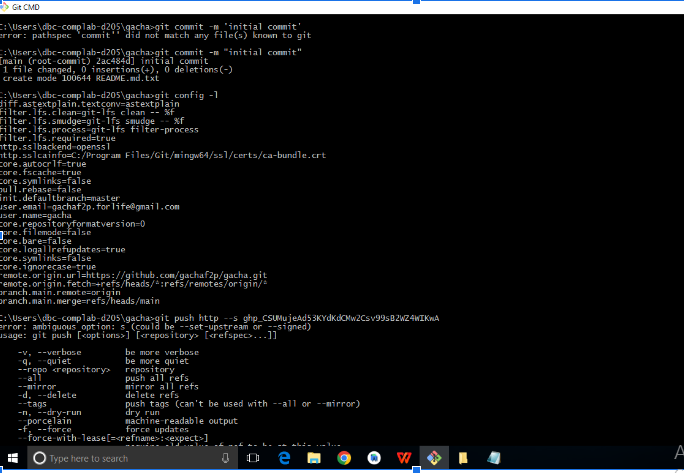 Git CMD
C:\Users\dbc-complab-d205\gacha>git commit -m 'initial commit'
error: pathspec 'commit'' did not match any file(s) known to git
C:\Users\dbc-complab-d205\gacha>git commit -m "initial commit"
[main (root-commit) 2ac484d] initial commit
1 file changed, 0 insertions(+), 0 deletions(-)
create mode 100644 README.md.txt
C:\Users\dbc-complab-d205\gacha>git config -l
diff.astextplain.textconv=astextplain
filter.lfs.clean=git-lfs clean -- %f
filter.lfs.smudge=git-lfs smudge -- %f
filter.lfs.process=git-lfs filter-process
filter.lfs.required=true
http.sslbackend=openssl
http.sslcainfo=C:/Program Files/Git/mingw64/ssl/certs/ca-bundle.crt
core.autocrlf=true
core.fscache=true
core.symlinks=false
pull.rebase=false
init.defaultbranch=master
user.email=gachaf2p.forlife@gmail.com
user.name=gacha
core.repositoryformatversion=0
core.filemode=false
core.bare=false
core.logallrefupdates=true
core.symlinks=false
core.ignorecase=true
remote.origin.url=https://github.com/gachaf2p/gacha.git
remote.origin.fetch=+refs/heads/*:refs/remotes/origin/*
branch.main.remote=origin
branch.main.merge=refs/heads/main
C:\Users\dbc-complab-d205\gacha>git push http --s 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
error: ambiguous option: s (could be --set-upstream or --signed)
usage: git push [<options>] [<repository> [<refspec>...]]
-v, --verbose be more verbose
-q, --quiet be more quiet
--repo <repository> repository
--all push all refs
--mirror mirror all refs
-d, --delete delete refs
--tags push tags (can't be used with --all or --mirror)
-n, --dry-run dry run
--porcelain machine-readable output
-f, --force force updates
--force-with-lease[=<refname>:<expect>]
Type here to search